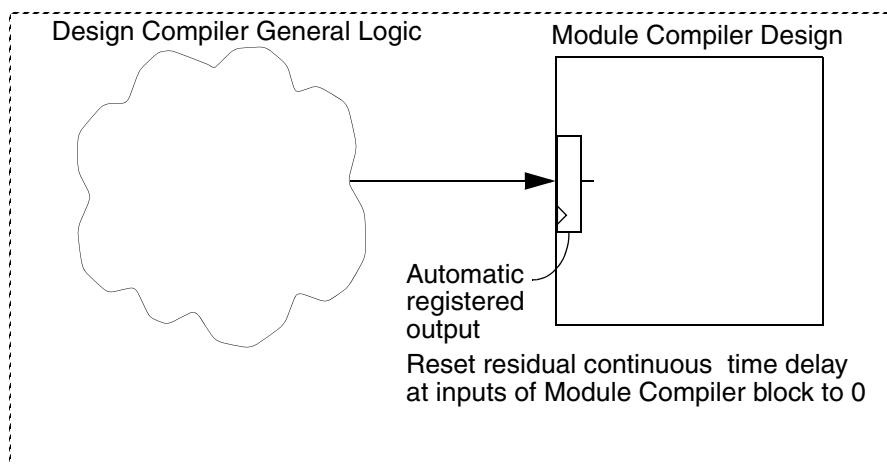 Design Compiler General Logic
Module Compiler Design
Automatic
registered
output
Reset residual continuous time delay
at inputs of Module Compiler block to 0